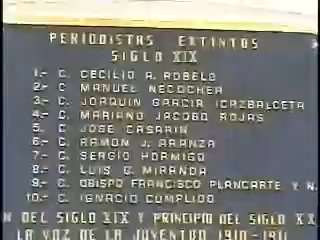 PERIODISTAS EXTINTOS
SIGLO XIX
1.- C. CECILIO A. ROBELO
2.- C MANUEL NECOCHEA
3.- C. JOAQUIN GARCIA ICAZBALCETA
4.- C. MARIANO JACOBO ROJAS
5. C JOSE CASARIN
6.- C. RAMON J. ARANZA
7.- C. SERGIO HORMIGO
8.- C. LUIS G. MIRANDA
9.- C. OBISPO FRANCISCO PLANCARTE Y N.
10.- C. IGNACIO CUMPLIDO
N DEL SIGLO XIX Y PRINCIPIO DEL SIGLO XX
LA VOZ DE LA JUVENTUD 1910-1911